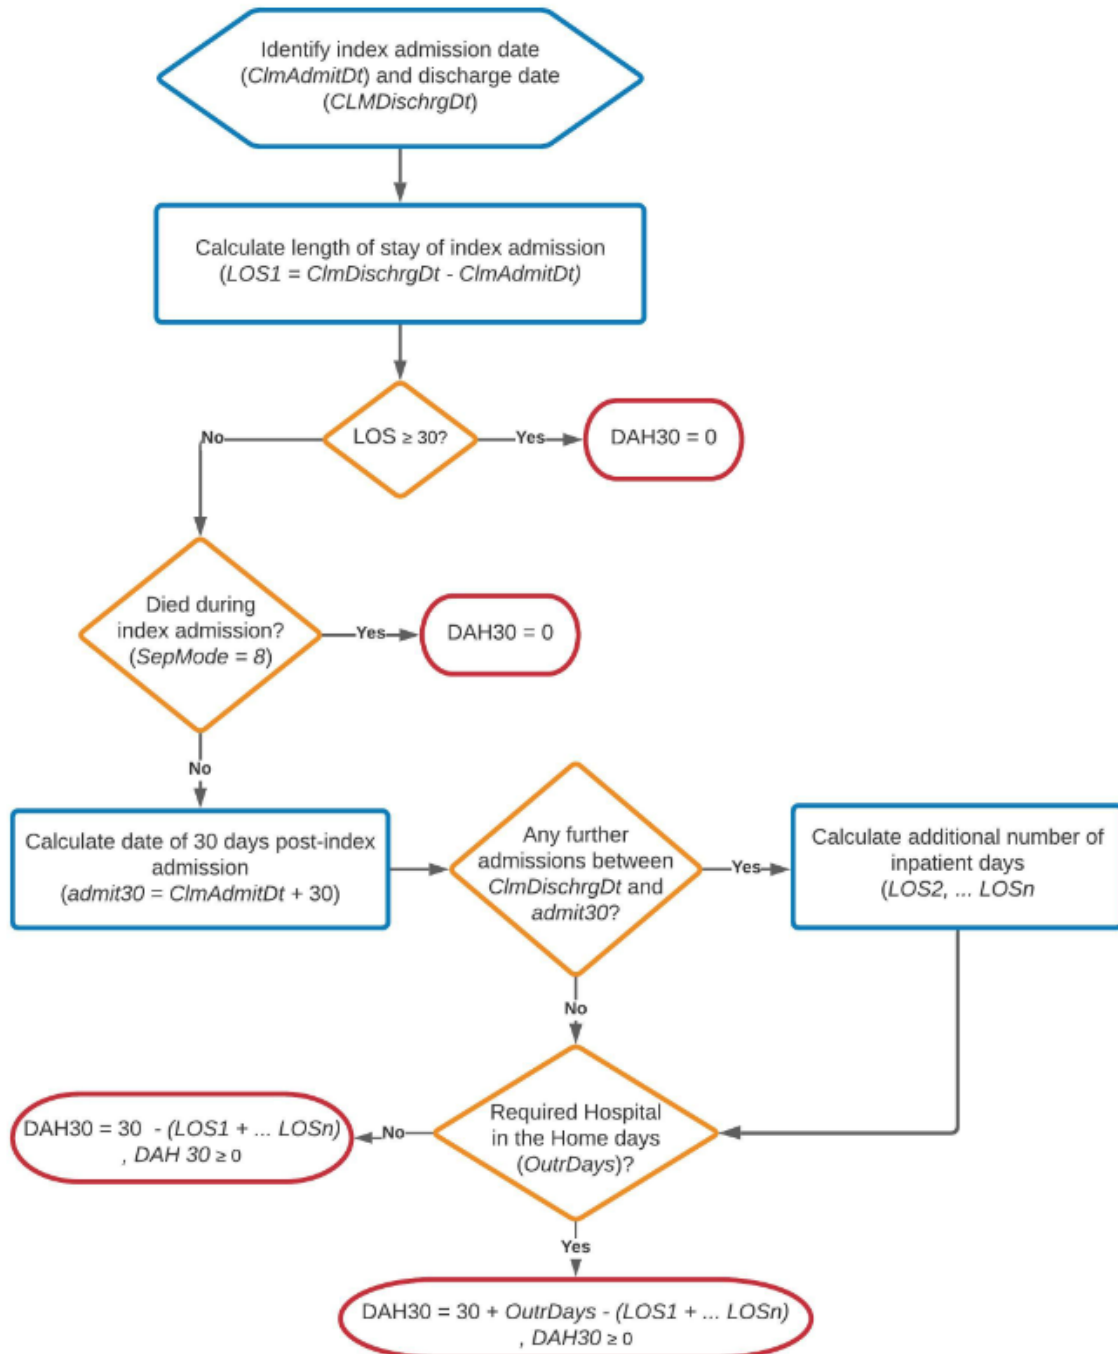 Identify index admission date
(ClmAdmitDt) and discharge date
(CLMDischrgDt)
Calculate length of stay of index admission
(LOS1 = ClmDischrgDt - ClmAdmitDt)
LOS ≥ 30?
No
Yes
DAH30 = 0
Died during
index admission?
(SepMode = 8)
Yes
DAH30 = 0
No
Calculate date of 30 days post-index
admission
(admit30 = ClmAdmitDt + 30)
Any further
admissions between
ClmDischrgDt and
admit30?
Yes
Calculate additional number of
inpatient days
(LOS2, ... LOSn
No
Required Hospital
in the Home days
(OutrDays)?
No
DAH30 = 30 - (LOS1 + ... LOSn)
, DAH 30 ≥ 0
Yes
DAH30 = 30 + OutrDays - (LOS1 + ... LOSn)
, DAH30 ≥ 0